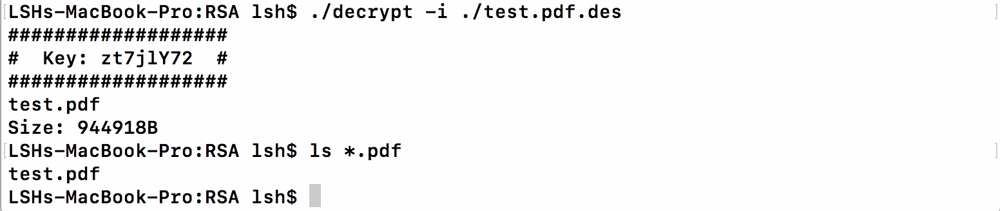 [LSHs-MacBook-Pro:RSA lsh$ ./decrypt -i ./test.pdf.des ]
###################
#  Key: zt7jlY72  #
###################
test.pdf
Size: 944918B
[LSHs-MacBook-Pro:RSA lsh$ ls *.pdf ]
test.pdf
LSHs-MacBook-Pro:RSA lsh$